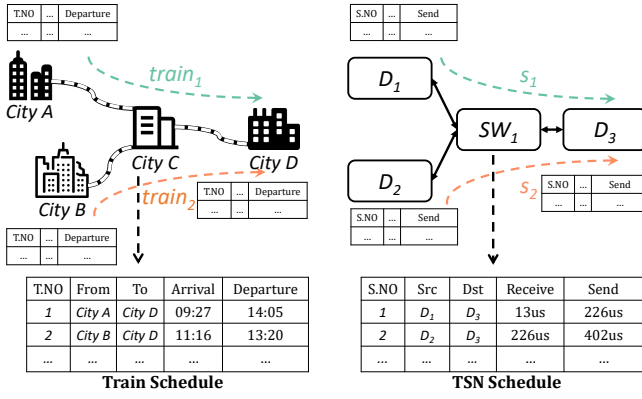 T.NO ... Departure
... ... ...
train1
City A
City C
City D
City B
train2
T.NO ... Departure
... ... ...
T.NO ... Departure
... ... ...
T.NO From To Arrival Departure
1 City A City D 09:27 14:05
2 City B City D 11:16 13:20
... ... ... ... ...
Train Schedule
S.NO ... Send
... ... ...
s1
D1
SW1
D3
D2
s2
S.NO ... Send
... ... ...
S.NO ... Send
... ... ...
S.NO Src Dst Receive Send
1 D1 D3 13us 226us
2 D2 D3 226us 402us
... ... ... ... ...
TSN Schedule